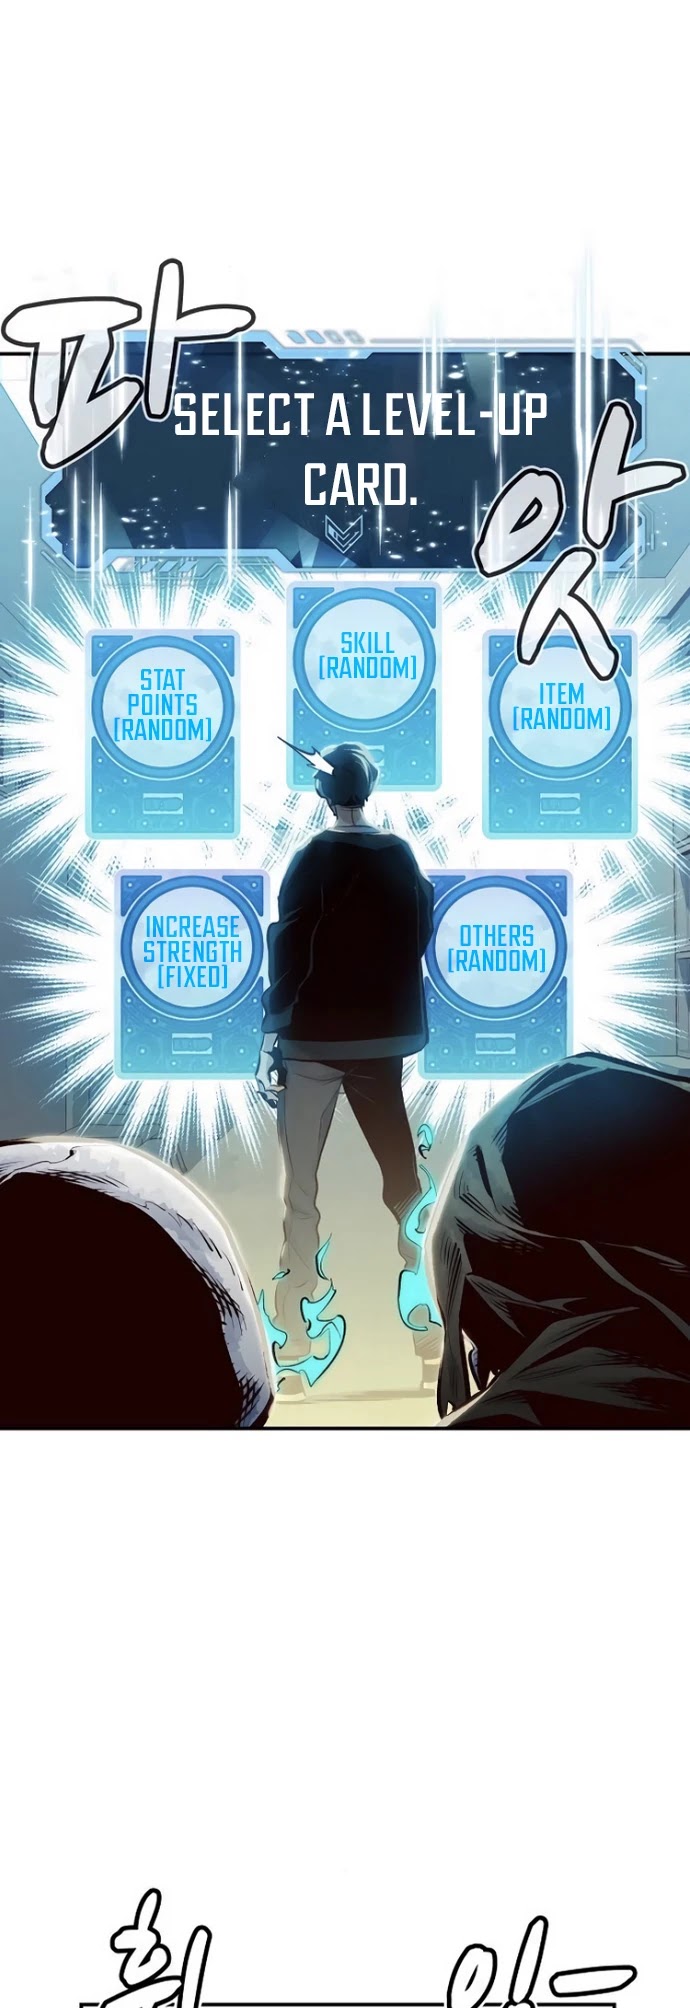 파
SELECT A LEVEL-UP
CARD.
앗
SKILL
[RANDOM]
STAT
POINTS
[RANDOM]
ITEM
[RANDOM]
INCREASE
STRENGTH
[FIXED]
OTHERS
[RANDOM]